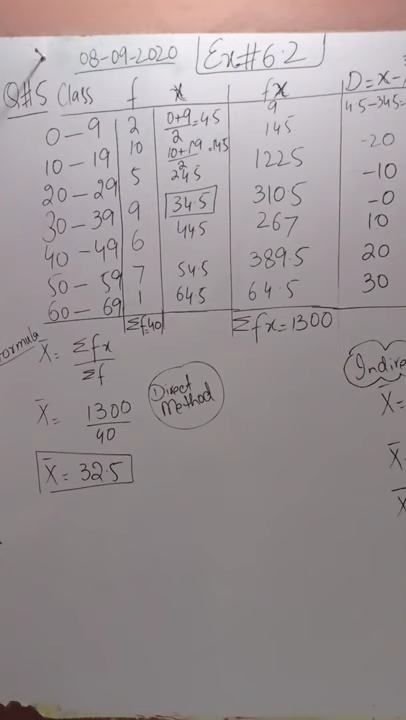 08-09-2020 Ex#6.2
Q#5 Class f x fx D=x-
0-9 2 0+9/2=4.5 9 4.5-34.5=
10-19 10 10+19/2=14.5 145 -20
20-29 5 24.5 122.5 -10
30-39 9 34.5 310.5 -0
40-49 6 44.5 267 10
50-59 7 54.5 389.5 20
60-69 1 64.5 64.5 30
Σf=40 Σfx=1300
Formula
X̄= Σfx/Σf
Direct Method
X̄= 1300/40
X̄= 32.5
Indire
X̄=
X̄
X̄